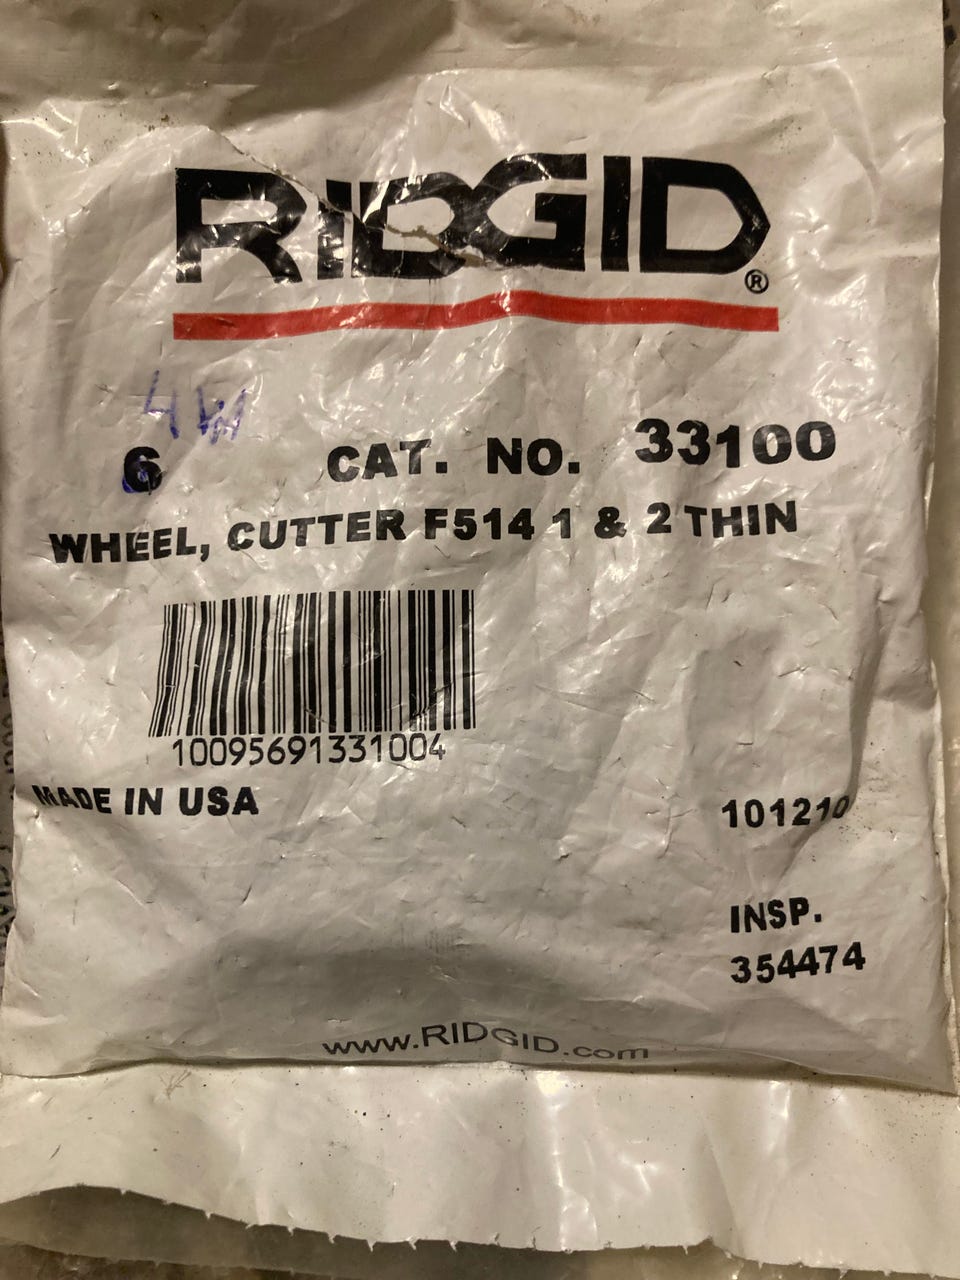 RIDGID®
6 CAT. NO. 33100
WHEEL, CUTTER F514 1 & 2 THIN
10095691331004
MADE IN USA
101210
INSP.
354474
www.RIDGID.com